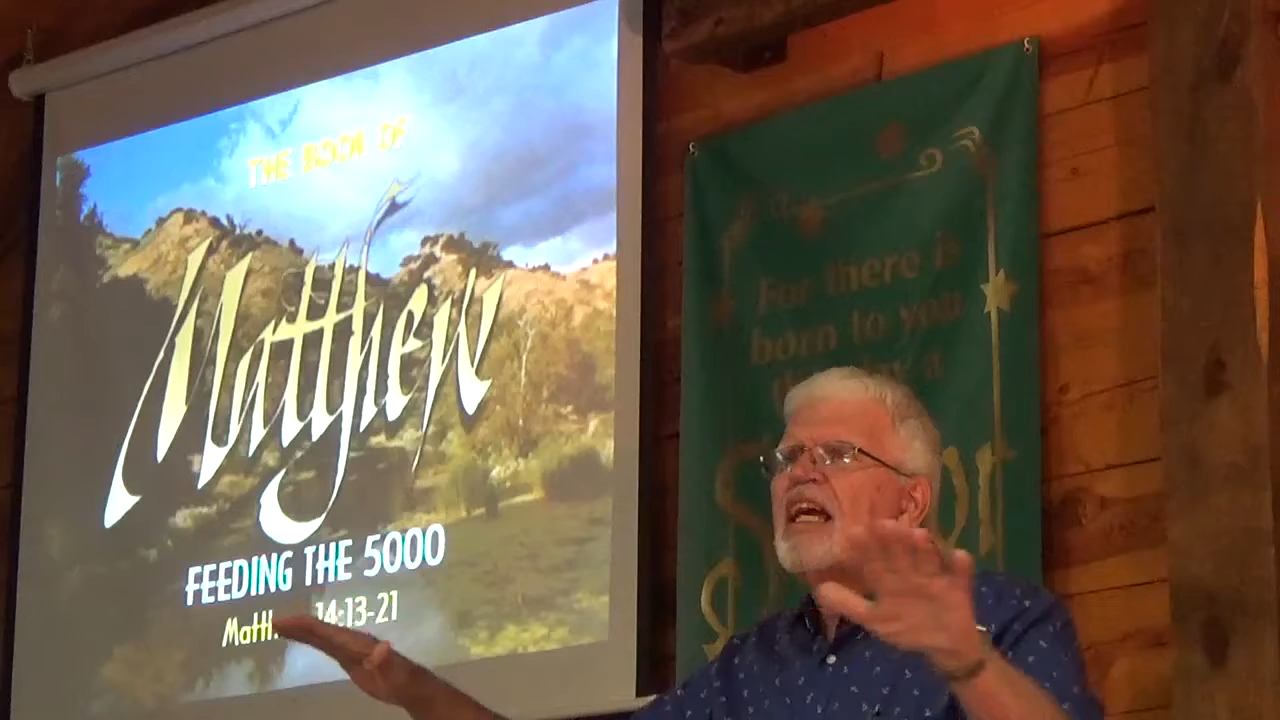 THE BOOK OF
Matthew
FEEDING THE 5000
14:13-21
For there is
born to you
a